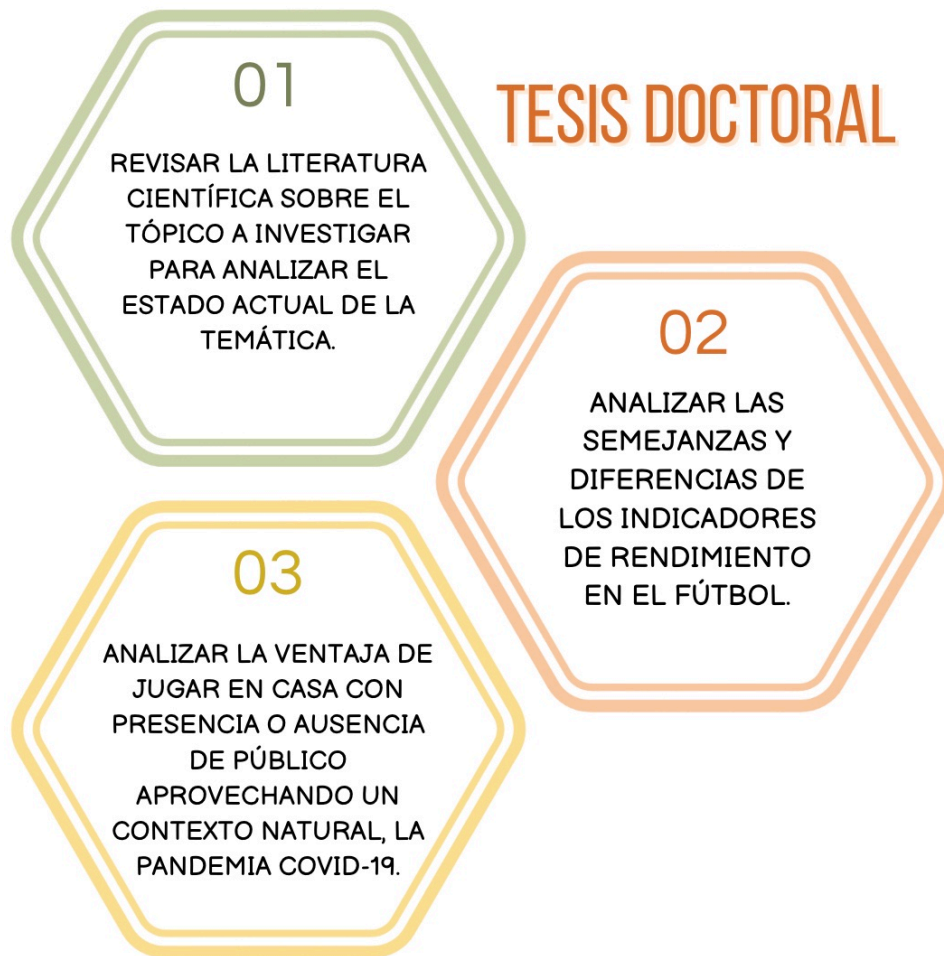 TESIS DOCTORAL
01
REVISAR LA LITERATURA
CIENTÍFICA SOBRE EL
TÓPICO A INVESTIGAR
PARA ANALIZAR EL
ESTADO ACTUAL DE LA
TEMÁTICA.
02
ANALIZAR LAS
SEMEJANZAS Y
DIFERENCIAS DE
LOS INDICADORES
DE RENDIMIENTO
EN EL FÚTBOL.
03
ANALIZAR LA VENTAJA DE
JUGAR EN CASA CON
PRESENCIA O AUSENCIA
DE PÚBLICO
APROVECHANDO UN
CONTEXTO NATURAL, LA
PANDEMIA COVID-19.